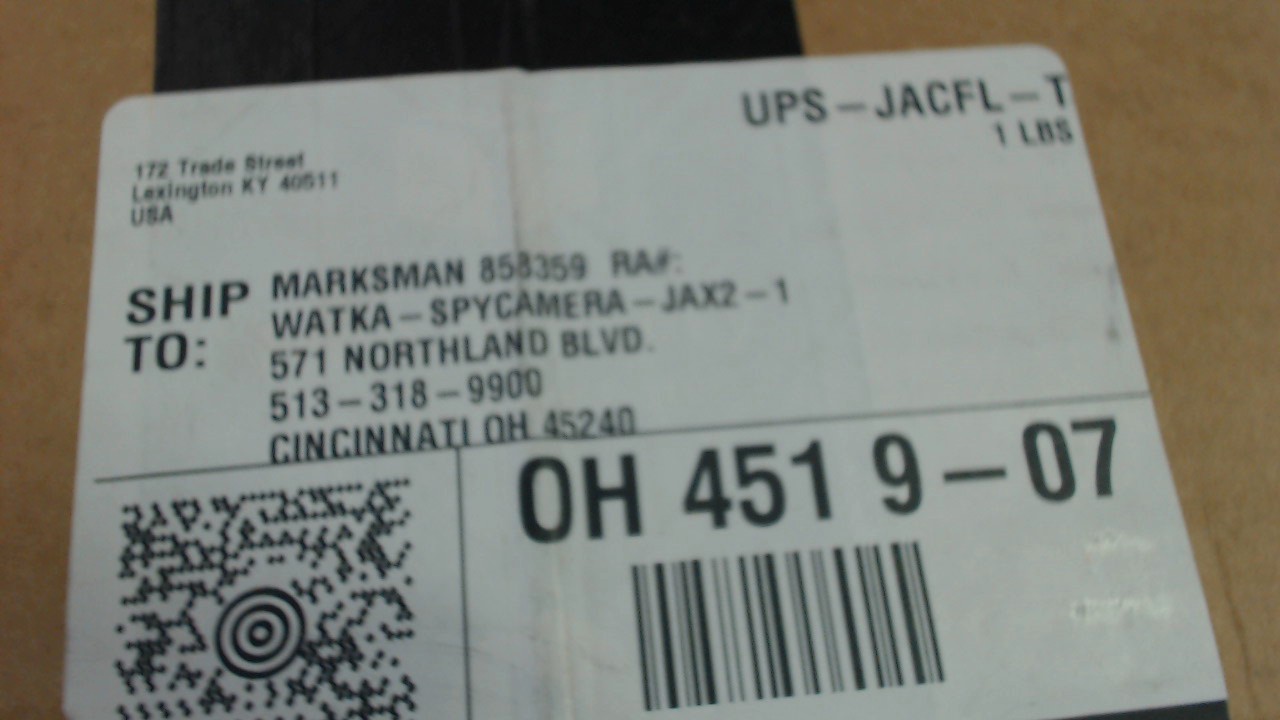 UPS-JACFL-T
1 LBS
172 Trade Street
Lexington KY 40511
USA
SHIP TO:
MARKSMAN 858359 RA#:
WATKA-SPYCAMERA-JAX2-1
571 NORTHLAND BLVD.
513-318-9900
CINCINNATI OH 45240
OH 451 9-07